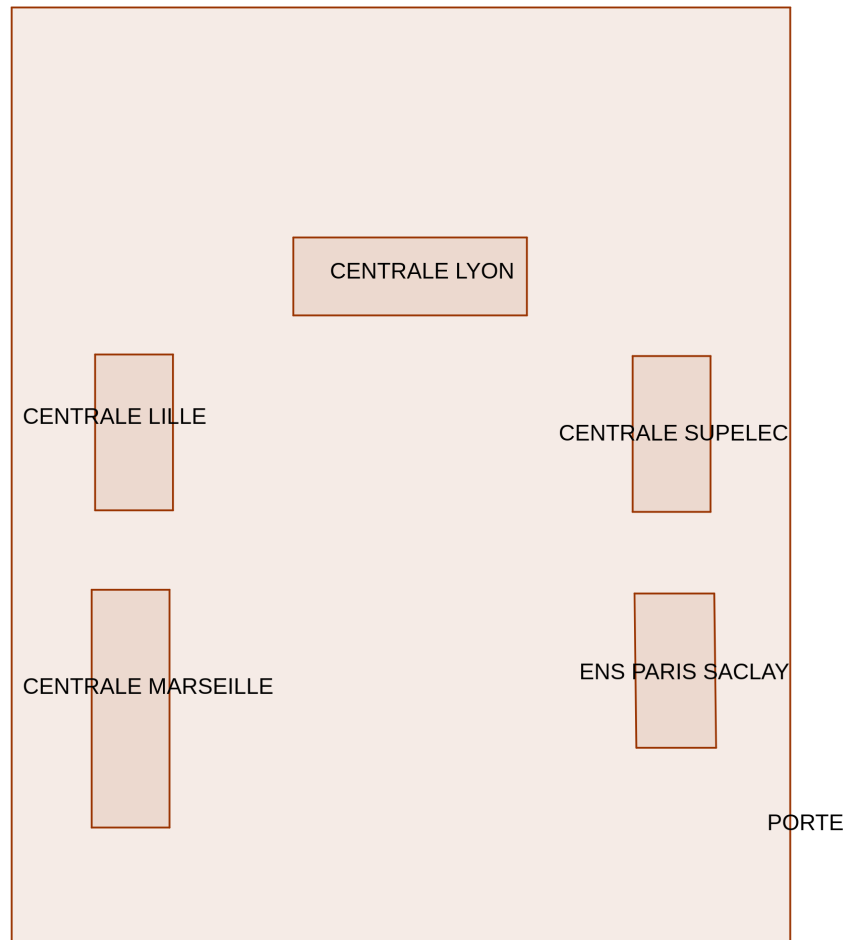 CENTRALE LYON
CENTRALE LILLE
CENTRALE SUPELEC
ENS PARIS SACLAY
CENTRALE MARSEILLE
PORTE